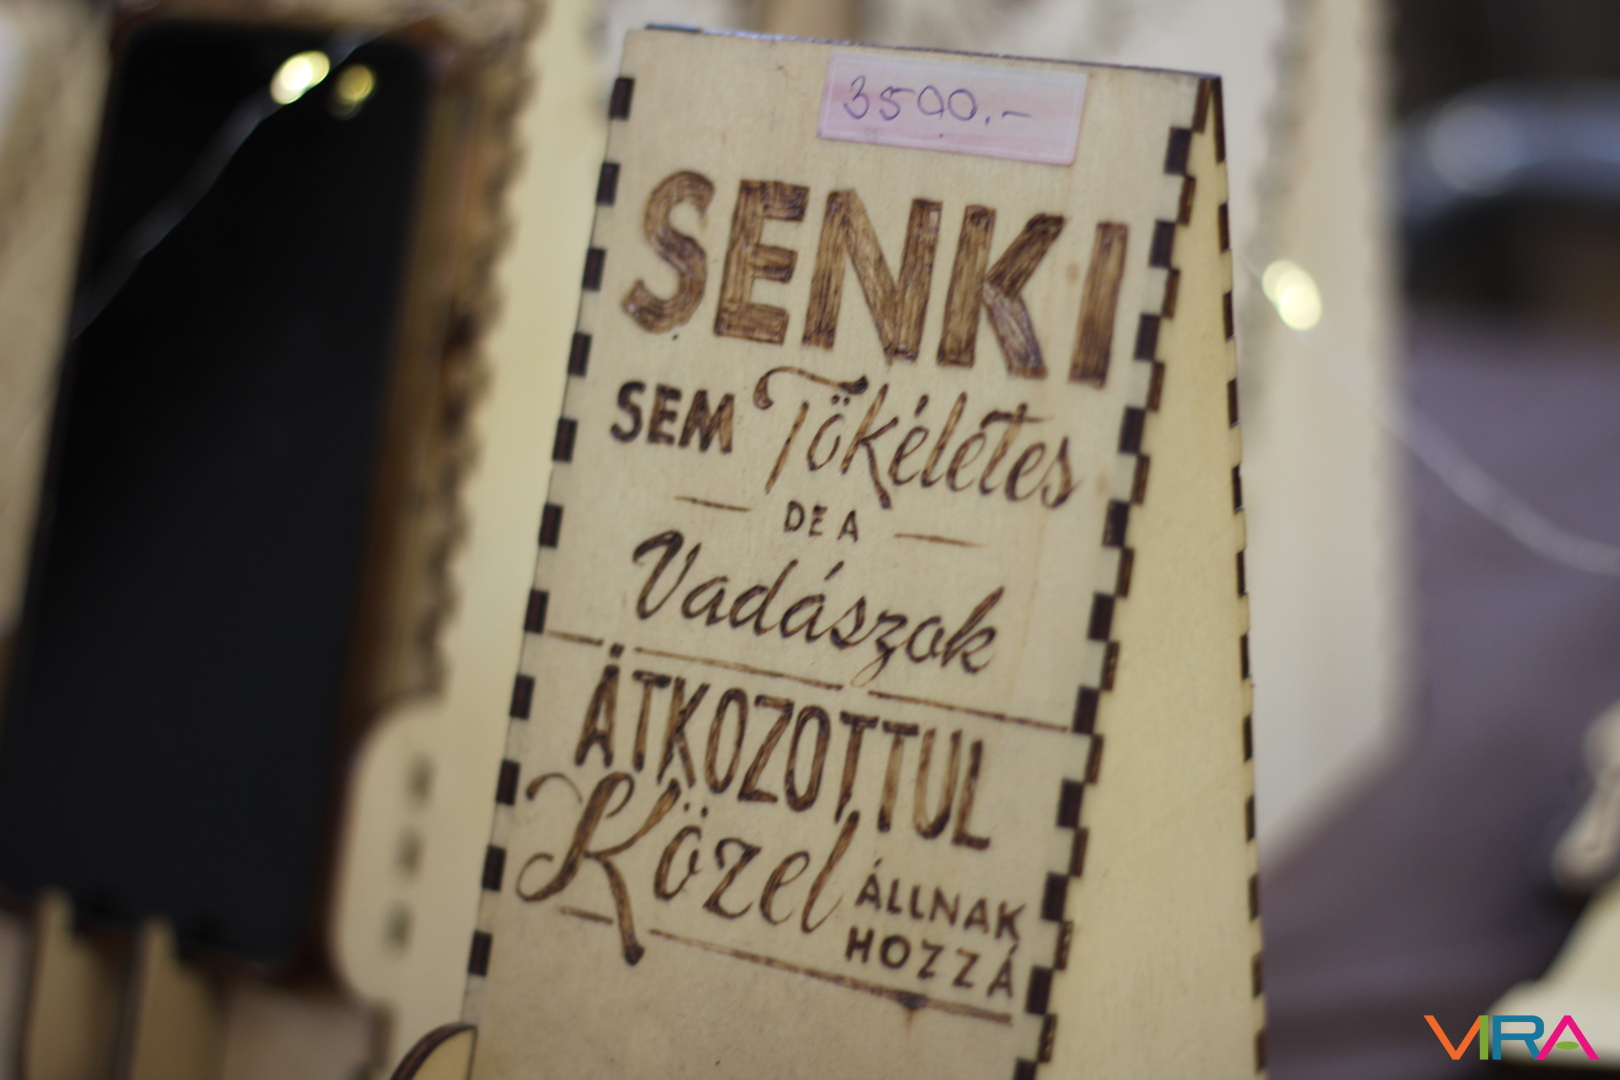 3500.-
SENKI
SEM Tökéletes
DE A
Vadászok
ÁTKOZOTTUL
Közel ÁLLNAK
HOZZÁ
VIRA